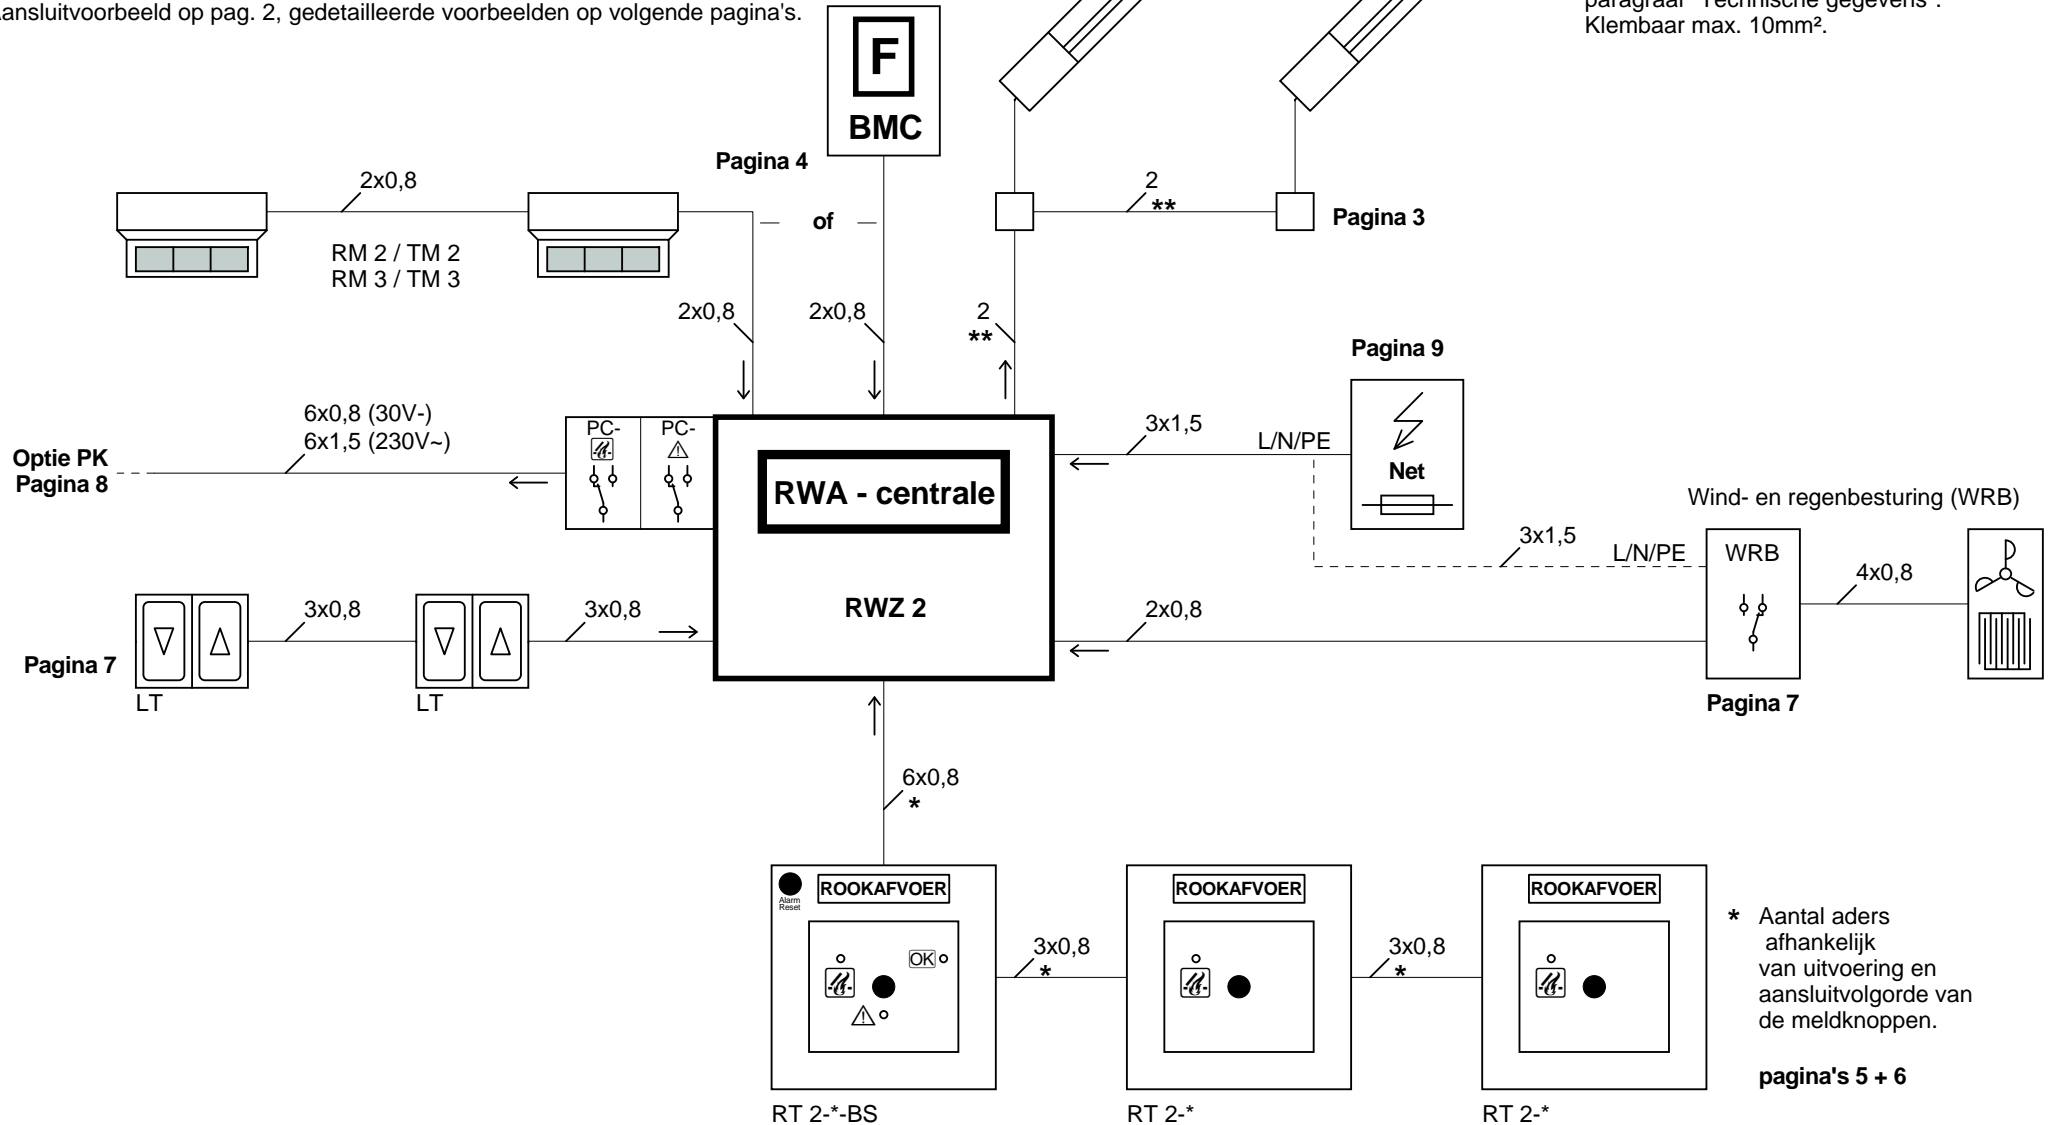 ansluitvoorbeeld op pag. 2, gedetailleerde voorbeelden op volgende pagina's.
paragraaf "Technische gegevens".
Klembaar max. 10mm².
F
BMC
Pagina 4
2x0,8
of
2
**
Pagina 3
RM 2 / TM 2
RM 3 / TM 3
2x0,8
2x0,8
2
**
Pagina 9
Net
6x0,8 (30V-)
6x1,5 (230V~)
PC-
PC-
Optie PK
Pagina 8
3x1,5
L/N/PE
RWA - centrale
RWZ 2
Wind- en regenbesturing (WRB)
3x1,5
L/N/PE
WRB
4x0,8
3x0,8
3x0,8
2x0,8
Pagina 7
LT
LT
Pagina 7
6x0,8
*
Alarm
Reset
ROOKAFVOER
ROOKAFVOER
ROOKAFVOER
OK
3x0,8
*
3x0,8
*
* Aantal aders
afhankelijk
van uitvoering en
aansluitvolgorde van
de meldknoppen.
pagina's 5 + 6
RT 2-*-BS
RT 2-*
RT 2-*